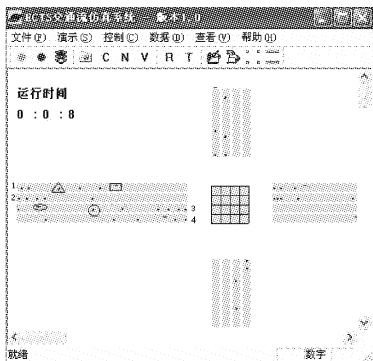 ECTS交通流仿真系统 - 版本1.0
文件(F) 演示(S) 控制(C) 数据(D) 查看(V) 帮助(H)
C N V R T
运行时间
0 : 0 : 8
1
2
3
4
就绪 数字